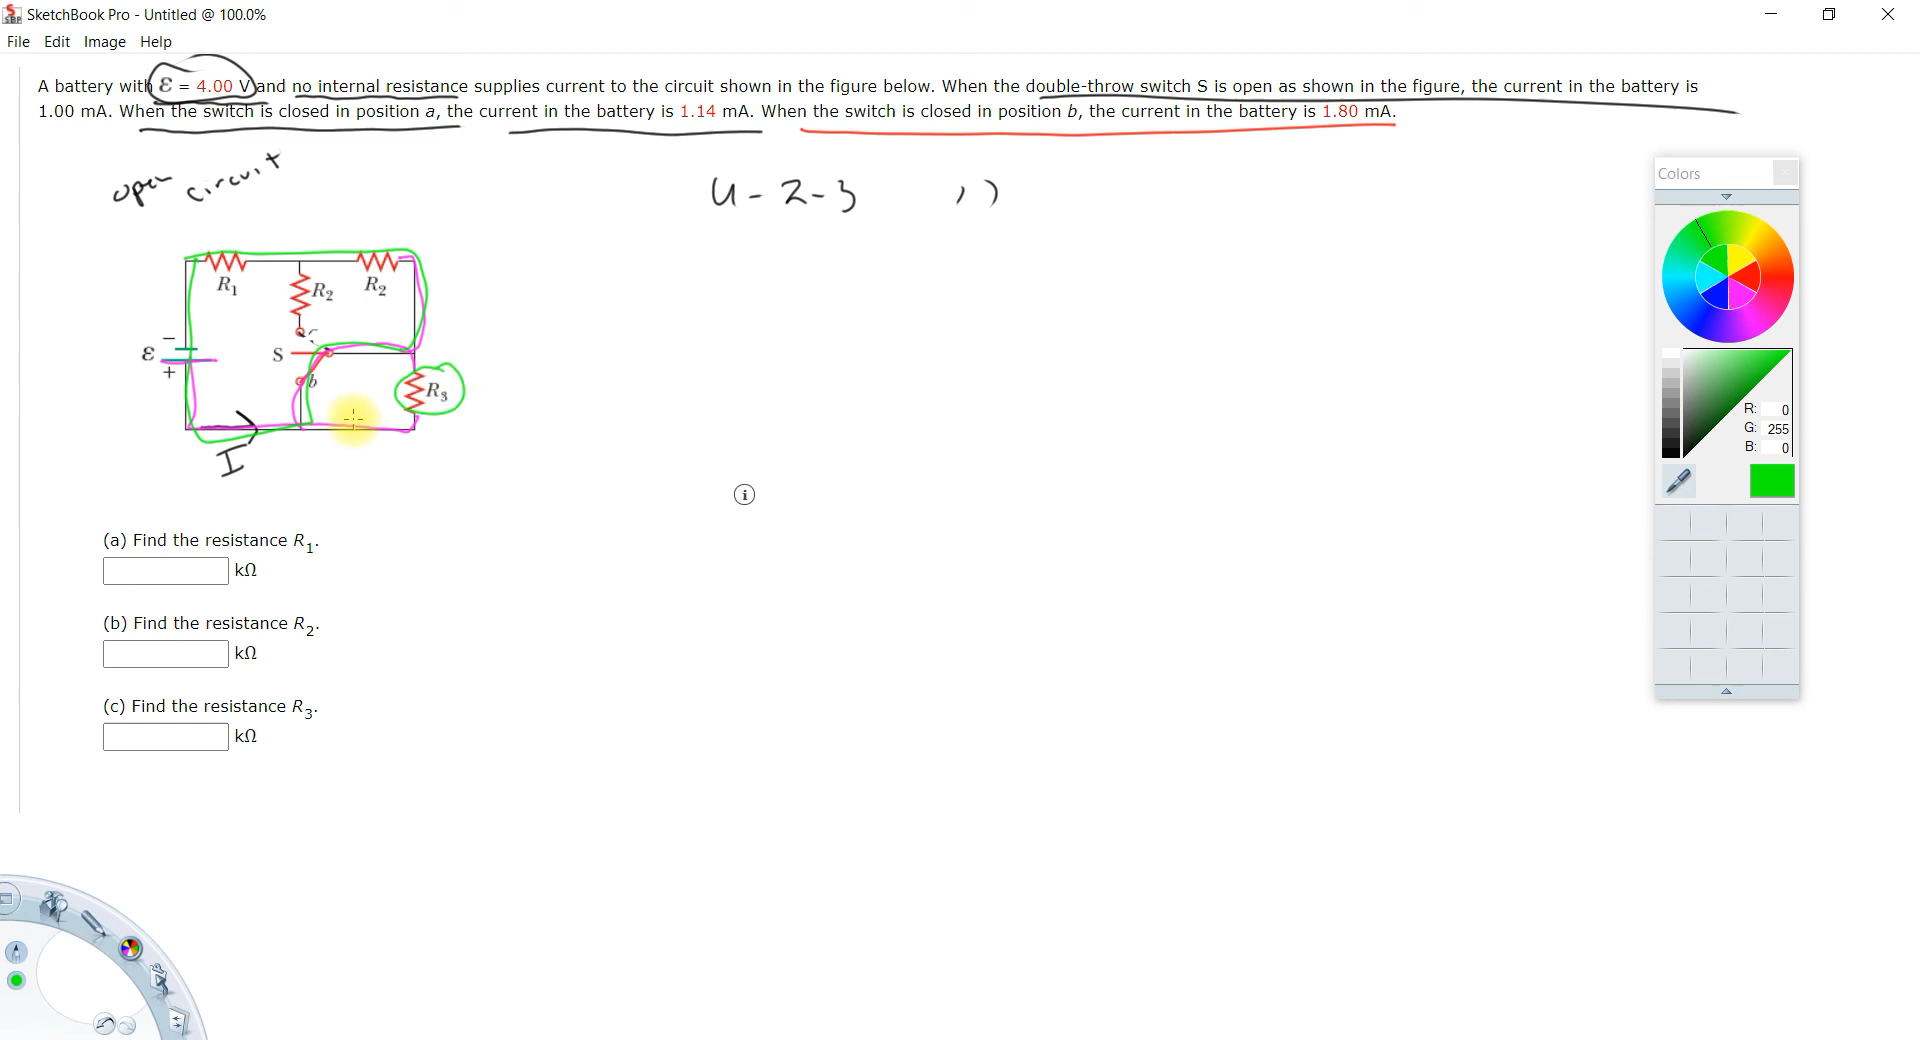 SketchBook Pro - Untitled @ 100.0%
File Edit Image Help
A battery with ℰ = 4.00 V and no internal resistance supplies current to the circuit shown in the figure below. When the double-throw switch S is open as shown in the figure, the current in the battery is
1.00 mA. When the switch is closed in position a, the current in the battery is 1.14 mA. When the switch is closed in position b, the current in the battery is 1.80 mA.
open circuit
4 - 2 - 3
Colors
R₁
R₂
R₂
ℰ
−
+
S
b
R₃
I
R: 0
G: 255
B: 0
(a) Find the resistance R₁.
kΩ
(b) Find the resistance R₂.
kΩ
(c) Find the resistance R₃.
kΩ